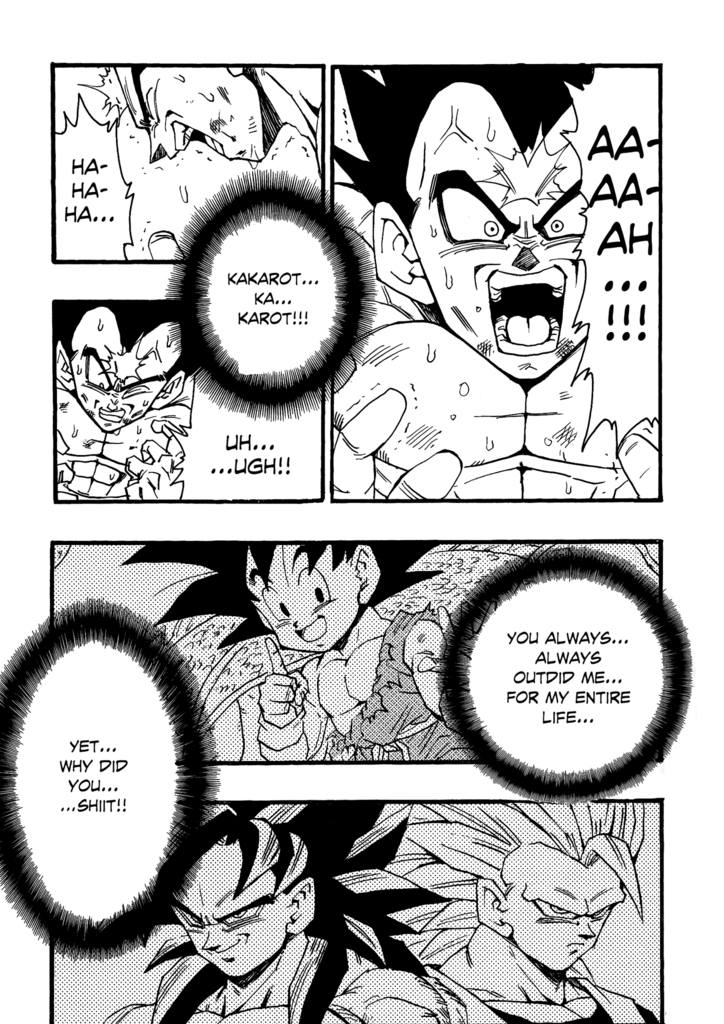 AA-
AA-
AH
...
!!!
HA-
HA-
HA...
KAKAROT...
KA...
KAROT!!!
UH...
...UGH!!
YOU ALWAYS...
ALWAYS
OUTDID ME...
FOR MY ENTIRE
LIFE...
YET...
WHY DID
YOU...
...SHIIT!!